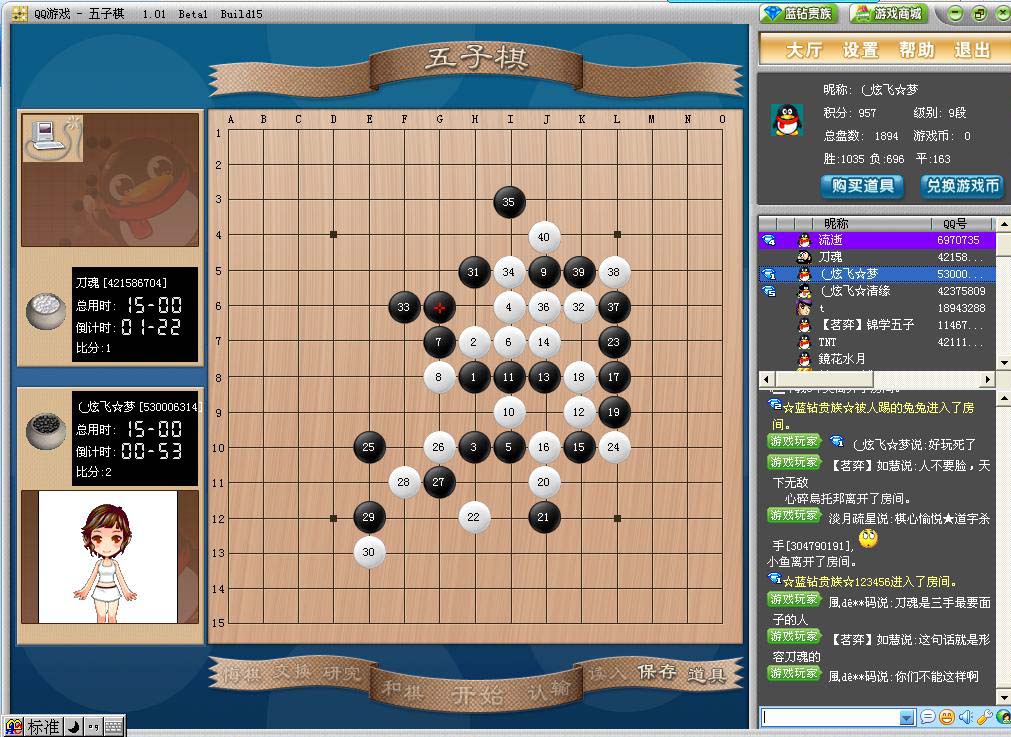 QQ游戏 - 五子棋 1.01 Beta1 Build15
蓝钻贵族 游戏商城
大厅 设置 帮助 退出
五子棋
A B C D E F G H I J K L M N O
1
2
3 35
4 40
5 31 34 9 39 38
6 33 4 36 32 37
7 7 2 6 14 23
8 8 1 11 13 18 17
9 10 12 19
10 25 26 3 5 16 15 24
11 28 27 20
12 29 22 21
13 30
14
15
刀魂 [421586704]
总用时: 15-00
倒计时: 01-22
比分:1
(_炫飞☆梦 [530006314]
总用时: 15-00
倒计时: 00-53
比分:2
悔棋 交换 研究 和棋 开始 认输 读入 保存 道具
昵称: (_炫飞☆梦
积分: 957 级别: 9段
总盘数: 1894 游戏币: 0
胜:1035 负:696 平:163
购买道具 兑换游戏币
昵称 QQ号
流逝 6970735
刀魂 42158...
(_炫飞☆梦 53000...
(_炫飞☆清缘 42375809
t 18943288
【茗弈】锦学五子 11467...
TNT 42111...
鏡花水月
☆蓝钻贵族☆被人踢的兔兔进入了房
间。
游戏玩家 (_炫飞☆梦说:好玩死了
游戏玩家 【茗弈】如慧说:人不要脸，天
下无敌
心碎烏托邦离开了房间。
游戏玩家 淡月疏星说:棋心愉悦★道宇杀
手[304790191],
小鱼离开了房间。
☆蓝钻贵族☆123456进入了房间。
游戏玩家 風dē**码说:刀魂是三手最要面
子的人
游戏玩家 【茗弈】如慧说:这句话就是形
容刀魂的
游戏玩家 風dē**码说:你们不能这样啊
标准